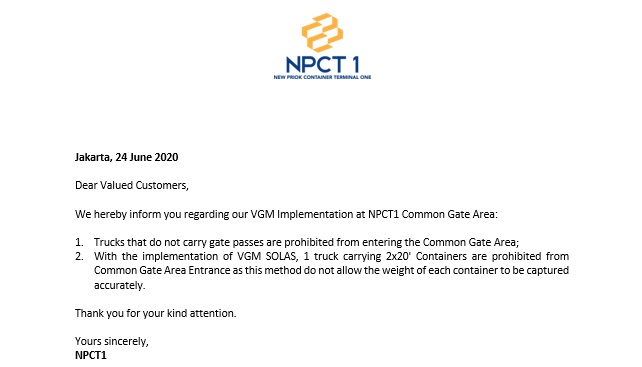 NPCT 1
NEW PRIOK CONTAINER TERMINAL ONE
Jakarta, 24 June 2020
Dear Valued Customers,
We hereby inform you regarding our VGM Implementation at NPCT1 Common Gate Area:
1. Trucks that do not carry gate passes are prohibited from entering the Common Gate Area;
2. With the implementation of VGM SOLAS, 1 truck carrying 2x20' Containers are prohibited from
Common Gate Area Entrance as this method do not allow the weight of each container to be captured
accurately.
Thank you for your kind attention.
Yours sincerely,
NPCT1